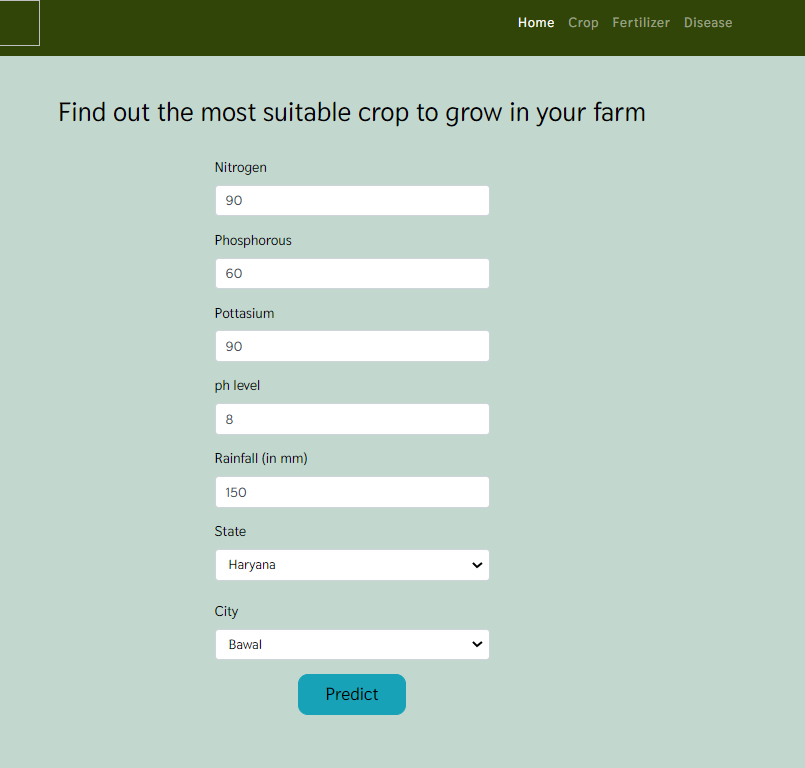 Home Crop Fertilizer Disease
Find out the most suitable crop to grow in your farm
Nitrogen
90
Phosphorous
60
Pottasium
90
ph level
8
Rainfall (in mm)
150
State
Haryana
City
Bawal
Predict